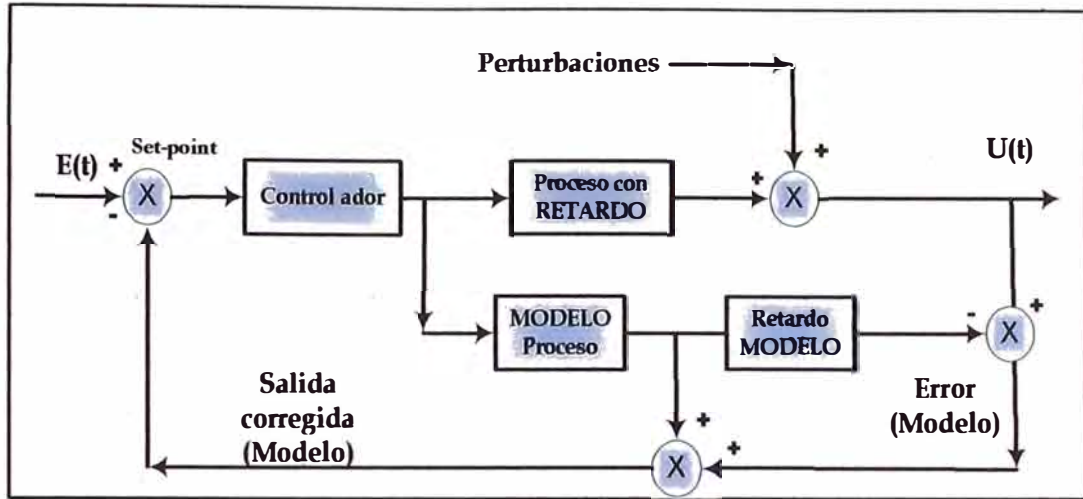 Perturbaciones
E(t)
+
Set-point
-
X
Control ador
Proceso con
RETARDO
+
+
X
U(t)
MODELO
Proceso
Retardo
MODELO
-
+
X
Salida
corregida
(Modelo)
Error
(Modelo)
+
+
X